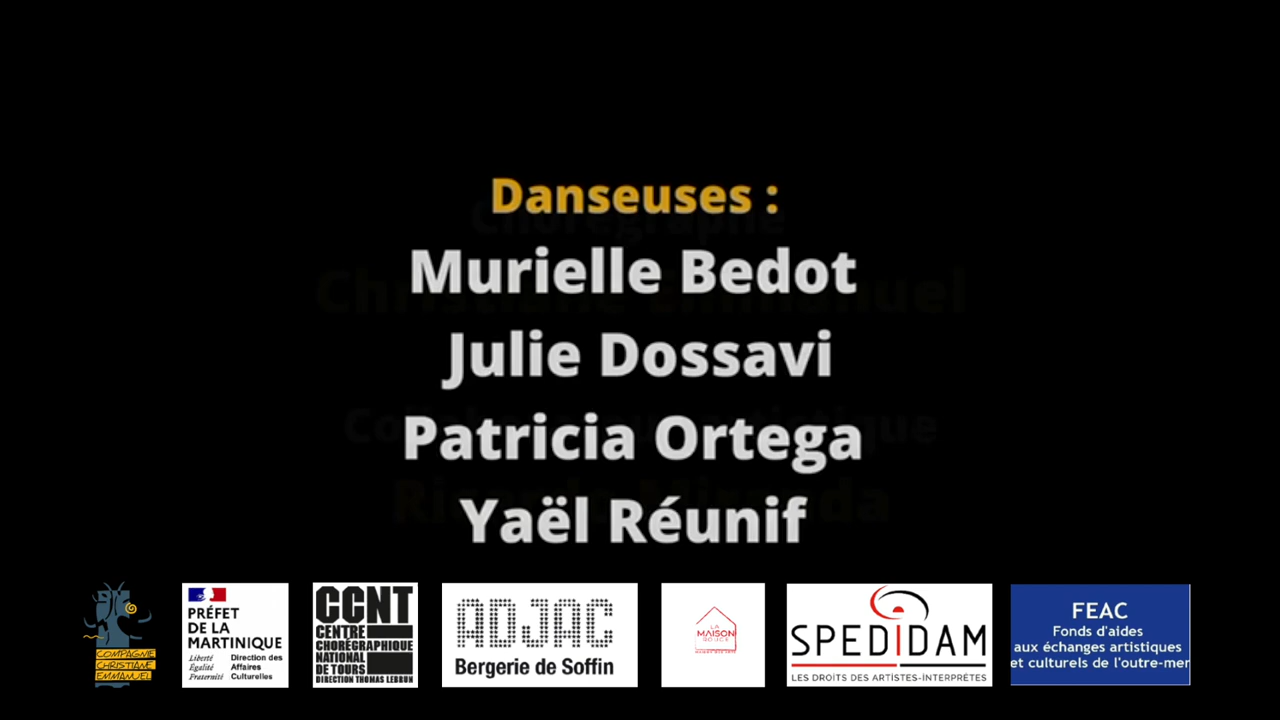 Danseuses :
Murielle Bedot
Julie Dossavi
Patricia Ortega
Yaël Réunif
COMPAGNIE
CHRISTIANE
EMMANUEL
PRÉFET
DE LA
MARTINIQUE
Liberté
Égalité
Fraternité
Direction des
Affaires
Culturelles
CCNT
CENTRE
CHORÉGRAPHIQUE
NATIONAL
DE TOURS
DIRECTION THOMAS LEBRUN
ADJAC
Bergerie de Soffin
LA
MAISON
ROUGE
SPEDIDAM
LES DROITS DES ARTISTES-INTERPRÈTES
FEAC
Fonds d'aides
aux échanges artistiques
et culturels de l'outre-mer